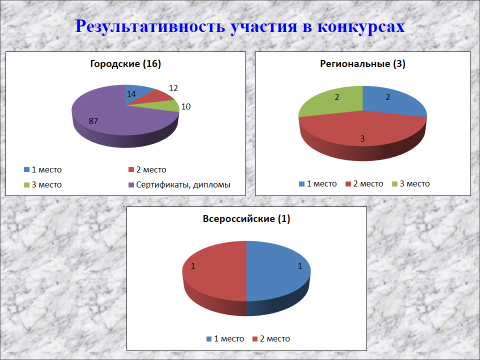 Результативность участия в конкурсах
Городские (16)
14
12
10
87
1 место
2 место
3 место
Сертификаты, дипломы
Региональные (3)
2
2
3
1 место
2 место
3 место
Всероссийские (1)
1
1
1 место
2 место